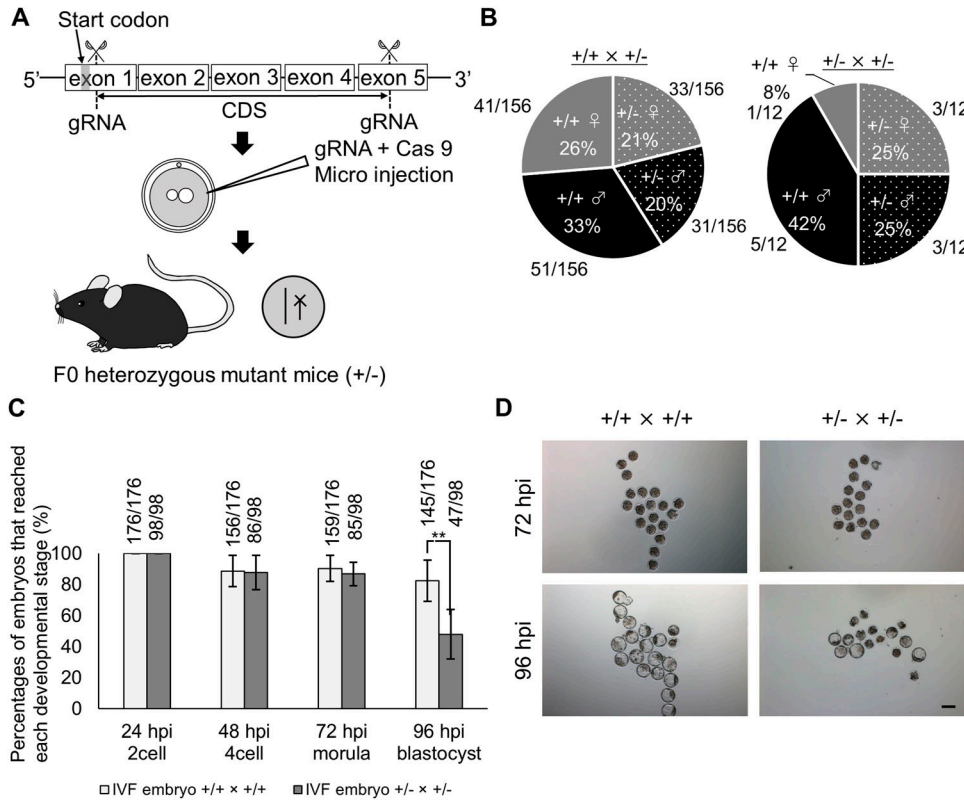 A
Start codon
5’ exon 1 exon 2 exon 3 exon 4 exon 5 3’
gRNA CDS gRNA
gRNA + Cas 9
Micro injection
F0 heterozygous mutant mice (+/-)
B
+/+ × +/-
41/156
33/156
+/+ ♀
26%
+/- ♀
21%
+/+ ♂
33%
+/- ♂
20%
31/156
51/156
+/- × +/-
+/+ ♀
8%
1/12
3/12
+/- ♀
25%
+/+ ♂
42%
+/- ♂
25%
5/12
3/12
C
Percentages of embryos that reached
each developmental stage (%)
176/176
98/98
156/176
86/98
159/176
85/98
145/176
47/98
**
100
80
60
40
20
0
24 hpi 48 hpi 72 hpi 96 hpi
2cell 4cell morula blastocyst
IVF embryo +/+ × +/+ IVF embryo +/- × +/-
D
+/+ × +/+ +/- × +/-
72 hpi
96 hpi